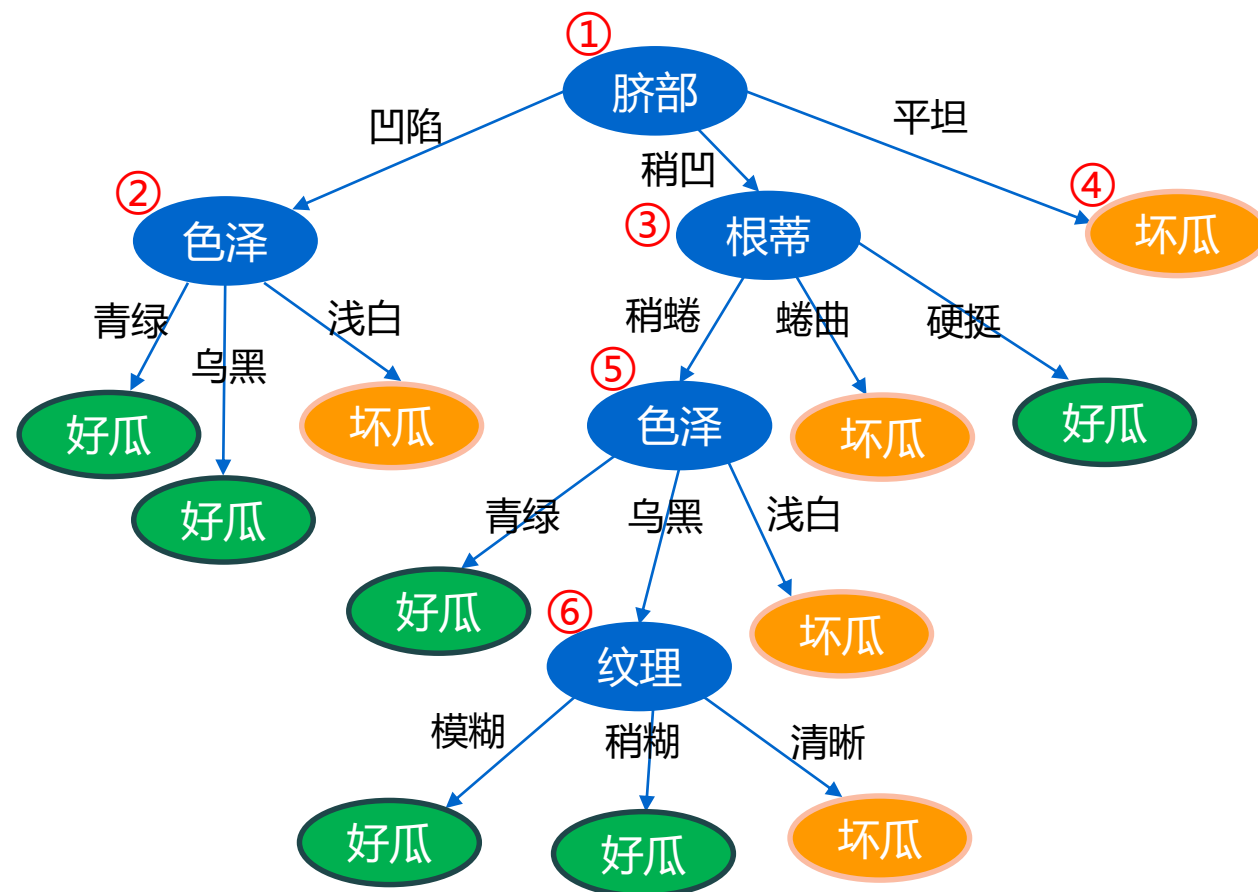 ①
脐部
凹陷
稍凹
平坦
②
色泽
③
根蒂
④
坏瓜
青绿
乌黑
浅白
稍蜷
蜷曲
硬挺
好瓜
好瓜
坏瓜
⑤
色泽
坏瓜
好瓜
青绿
乌黑
浅白
好瓜
⑥
纹理
坏瓜
模糊
稍糊
清晰
好瓜
好瓜
坏瓜